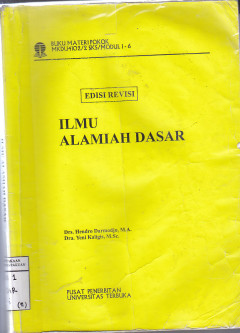 BUKU MATERI POKOK
MKDU4108/2 SKS/MODUL 1-6
EDISI REVISI
ILMU
ALAMIAH DASAR
Drs. Hendro Darmodjo, M.A.
Dra. Yeni Kaligis, M.Sc.
PUSAT PENERBITAN
UNIVERSITAS TERBUKA